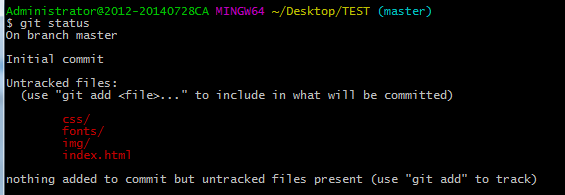 Administrator@2012-20140728CA MINGW64 ~/Desktop/TEST (master)
$ git status
On branch master
Initial commit
Untracked files:
(use "git add <file>..." to include in what will be committed)
css/
fonts/
img/
index.html
nothing added to commit but untracked files present (use "git add" to track)